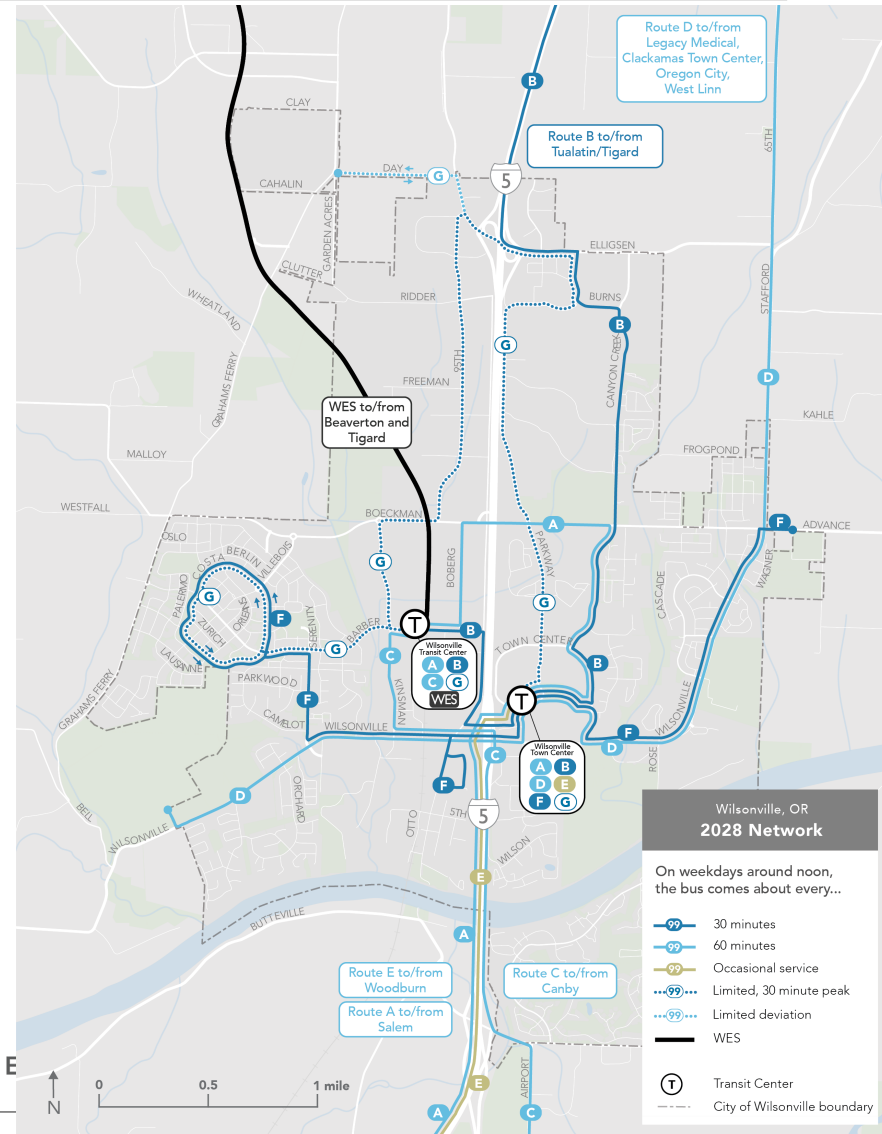 Route D to/from
Legacy Medical,
Clackamas Town Center,
Oregon City,
West Linn
B
Route B to/from
Tualatin/Tigard
CLAY
65TH
DAY
G
5
CAHALIN
GARDEN ACRES
ELLIGSEN
CLUTTER
RIDDER
BURNS
STAFFORD
WHEATLAND
B
G
95TH
CANYON CREEK
GRAHAMS FERRY
FREEMAN
D
WES to/from
Beaverton and
Tigard
KAHLE
MALLOY
FROGPOND
WESTFALL
BOECKMAN
A
F
ADVANCE
OSLO
COSTA
BERLIN
VILLEBOIS
PARKWAY
BOBERG
G
WAGNER
PALERMO
G
SAN
ORLEA
F
SERENITY
CASCADE
G
ZURICH
BARBER
T
B
TOWN CENTER
LAUSANNE
G
C
Wilsonville
Transit Center
A B
C G
WES
B
PARKWOOD
KINSMAN
GRAHAMS FERRY
F
T
WILSONVILLE
CAMELOT
WILSONVILLE
F
D
ROSE
C
Wilsonville
Town Center
A B
D E
F G
F
D
ORCHARD
BELL
WILSONVILLE
OTTO
5TH
5
WILSON
E
BUTTEVILLE
A
Route E to/from
Woodburn
Route C to/from
Canby
Route A to/from
Salem
AIRPORT
E
A
C
Wilsonville, OR
2028 Network
On weekdays around noon,
the bus comes about every...
99 30 minutes
99 60 minutes
99 Occasional service
99 Limited, 30 minute peak
99 Limited deviation
WES
T Transit Center
City of Wilsonville boundary
E
N
0 0.5 1 mile